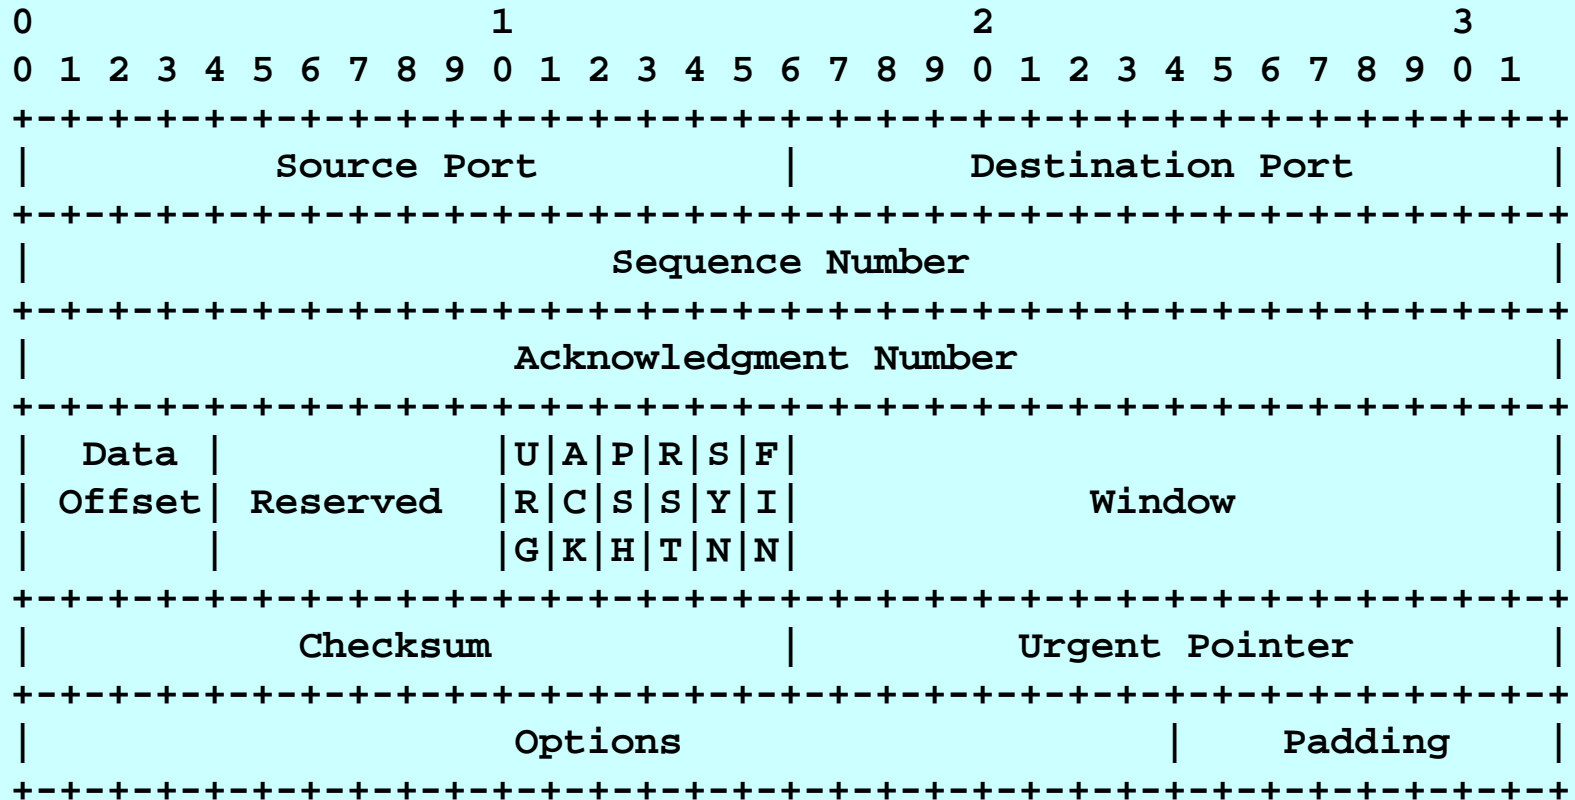 0                   1                   2                   3
0 1 2 3 4 5 6 7 8 9 0 1 2 3 4 5 6 7 8 9 0 1 2 3 4 5 6 7 8 9 0 1
+-+-+-+-+-+-+-+-+-+-+-+-+-+-+-+-+-+-+-+-+-+-+-+-+-+-+-+-+-+-+-+-+
|          Source Port          |       Destination Port        |
+-+-+-+-+-+-+-+-+-+-+-+-+-+-+-+-+-+-+-+-+-+-+-+-+-+-+-+-+-+-+-+-+
|                        Sequence Number                        |
+-+-+-+-+-+-+-+-+-+-+-+-+-+-+-+-+-+-+-+-+-+-+-+-+-+-+-+-+-+-+-+-+
|                    Acknowledgment Number                      |
+-+-+-+-+-+-+-+-+-+-+-+-+-+-+-+-+-+-+-+-+-+-+-+-+-+-+-+-+-+-+-+-+
|  Data |           |U|A|P|R|S|F|                               |
| Offset| Reserved  |R|C|S|S|Y|I|            Window             |
|       |           |G|K|H|T|N|N|                               |
+-+-+-+-+-+-+-+-+-+-+-+-+-+-+-+-+-+-+-+-+-+-+-+-+-+-+-+-+-+-+-+-+
|           Checksum            |         Urgent Pointer        |
+-+-+-+-+-+-+-+-+-+-+-+-+-+-+-+-+-+-+-+-+-+-+-+-+-+-+-+-+-+-+-+-+
|                    Options                    |    Padding    |
+-+-+-+-+-+-+-+-+-+-+-+-+-+-+-+-+-+-+-+-+-+-+-+-+-+-+-+-+-+-+-+-+